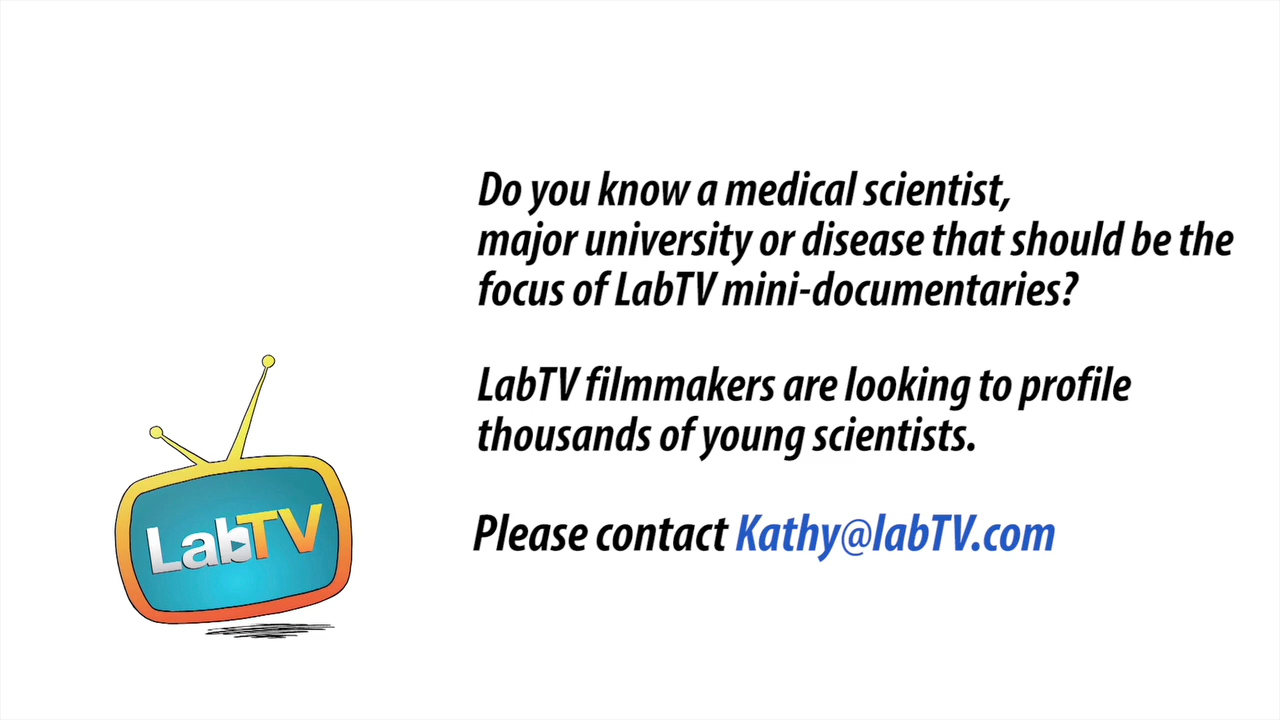 Do you know a medical scientist,
major university or disease that should be the
focus of LabTV mini-documentaries?
LabTV filmmakers are looking to profile
thousands of young scientists.
Please contact Kathy@labTV.com
LabTV